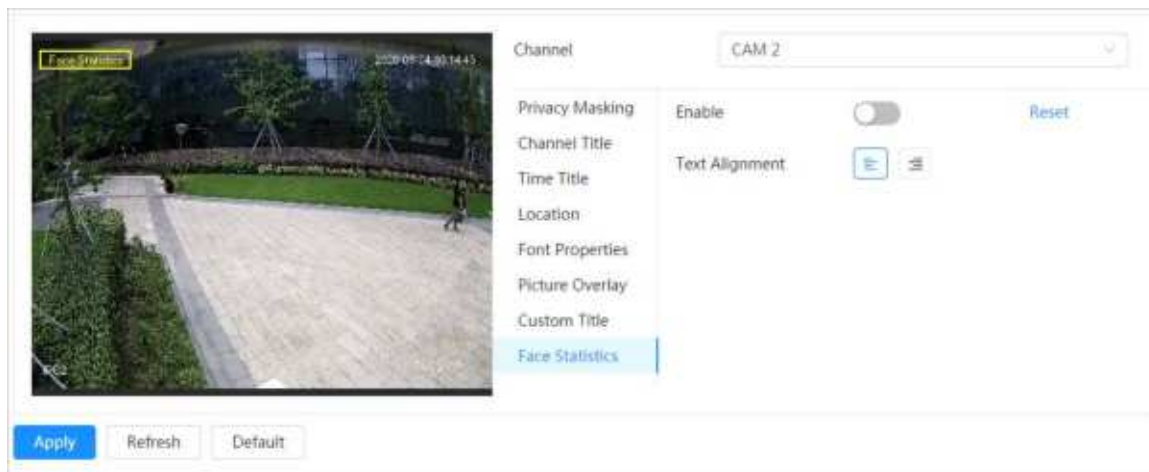 Face Statistics
Channel
CAM 2
Privacy Masking
Enable
Reset
Channel Title
Text Alignment
Time Title
Location
Font Properties
Picture Overlay
Custom Title
Face Statistics
Apply
Refresh
Default